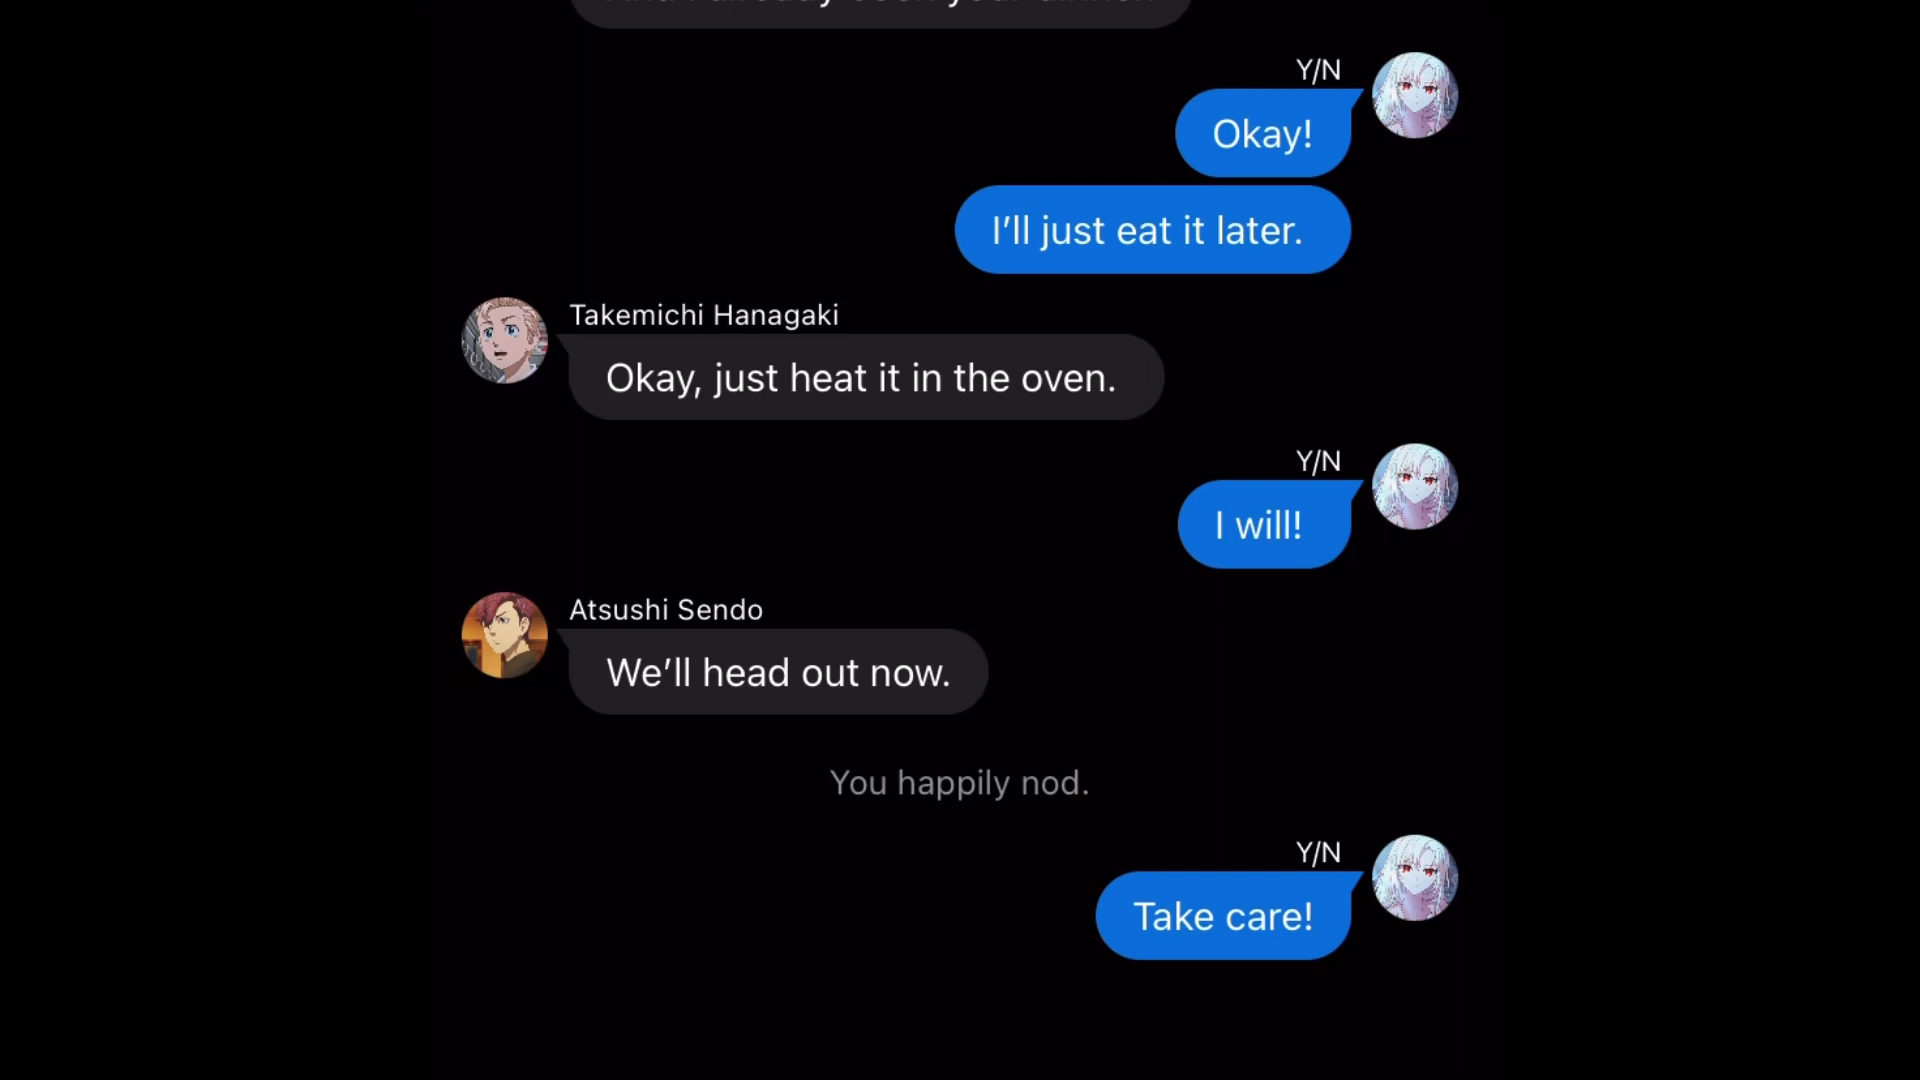 Y/N
Okay!
I’ll just eat it later.
Takemichi Hanagaki
Okay, just heat it in the oven.
Y/N
I will!
Atsushi Sendo
We’ll head out now.
You happily nod.
Y/N
Take care!